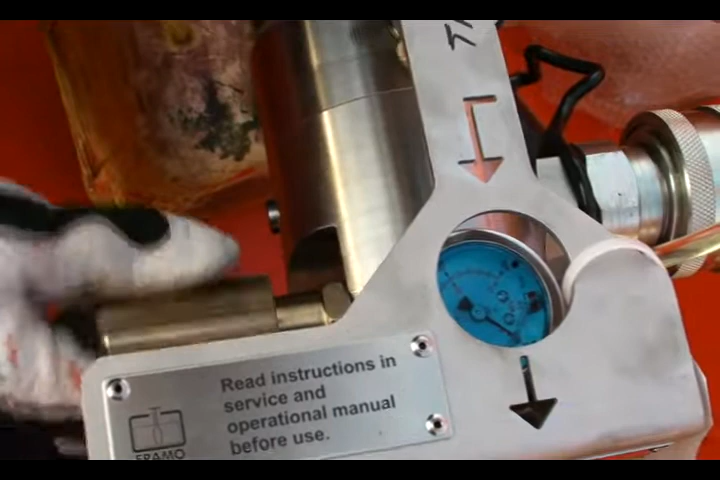 Read instructions in
service and
operational manual
before use.
FRAMO